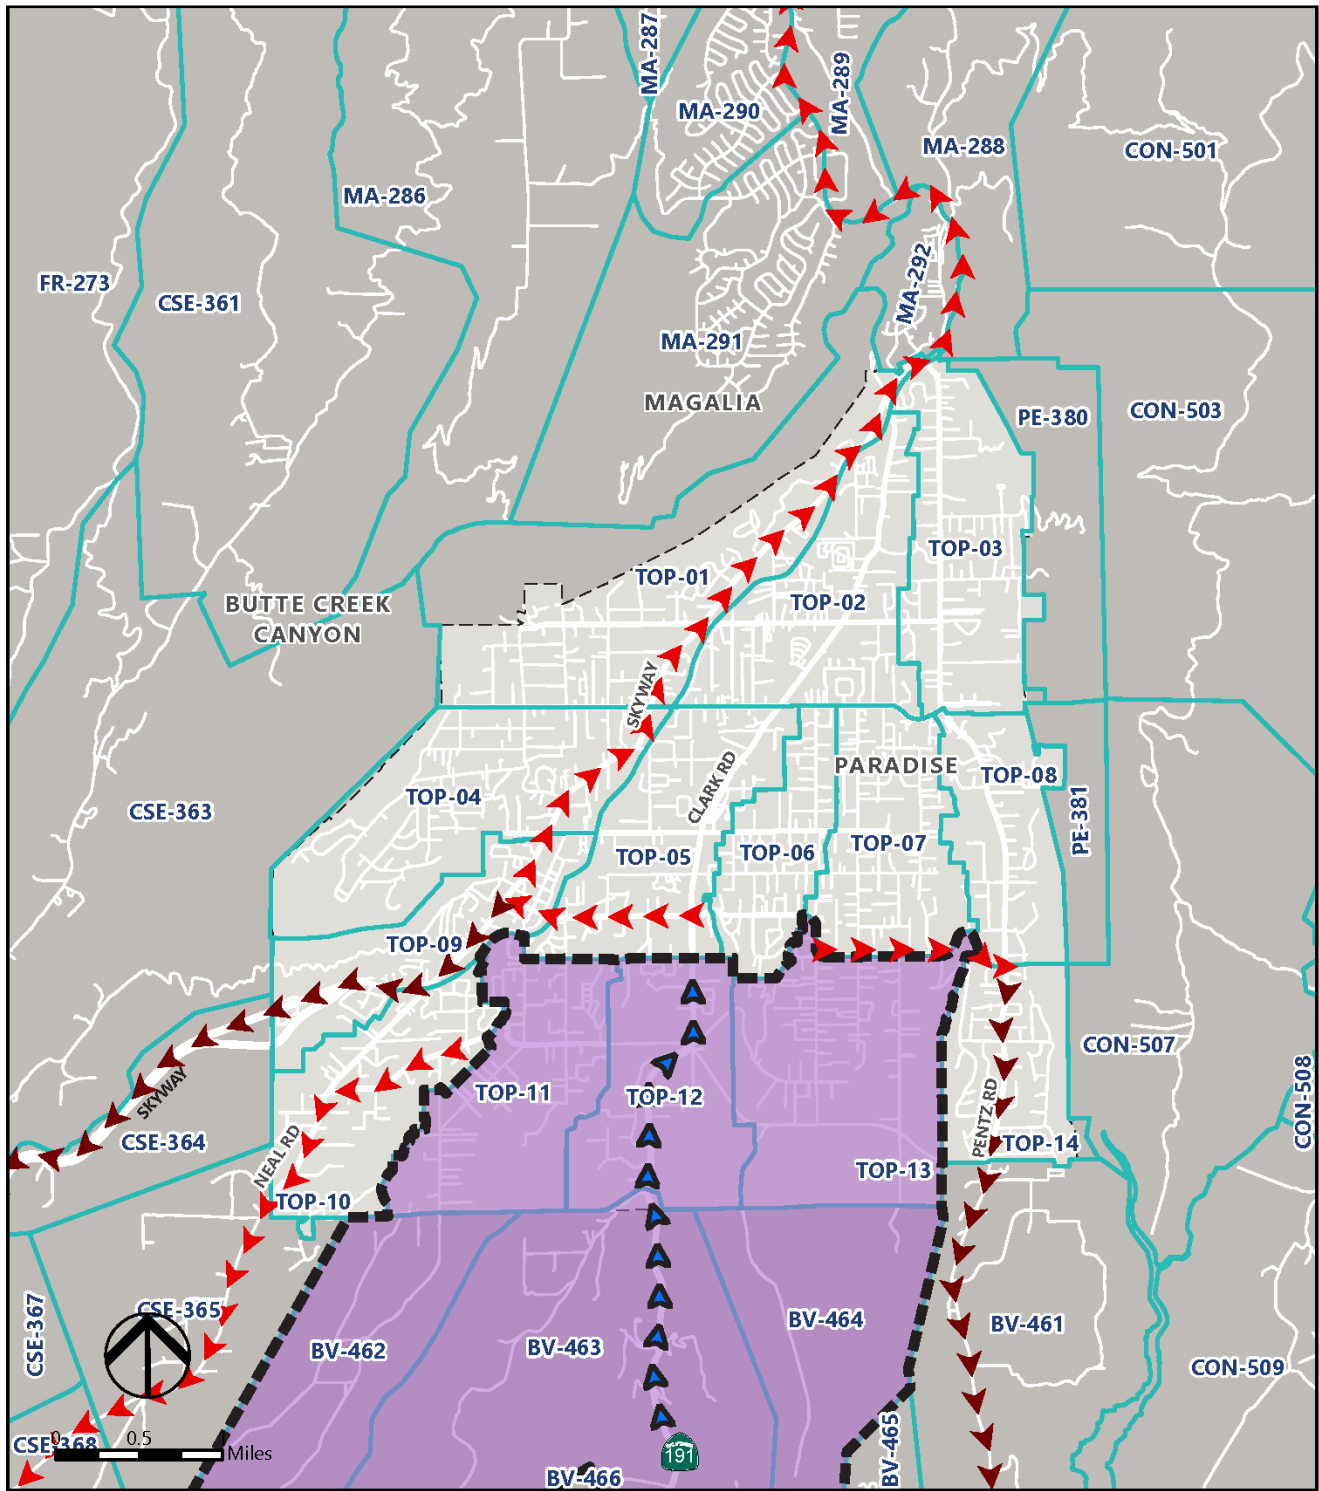 MA-287
MA-289
MA-290
MA-288
CON-501
MA-286
FR-273
CSE-361
MA-292
MA-291
MAGALIA
PE-380
CON-503
TOP-03
TOP-01
TOP-02
BUTTE CREEK
CANYON
SKYWAY
PARADISE
TOP-08
CLARK RD
TOP-04
CSE-363
PE-381
TOP-05
TOP-06
TOP-07
TOP-09
CON-507
CON-508
SKYWAY
TOP-11
TOP-12
PENTZ RD
CSE-364
TOP-14
NEAL RD
TOP-13
TOP-10
CSE-365
CSE-367
BV-462
BV-463
BV-464
BV-461
CON-509
0 0.5
Miles
CSE-368
BV-465
191
BV-466